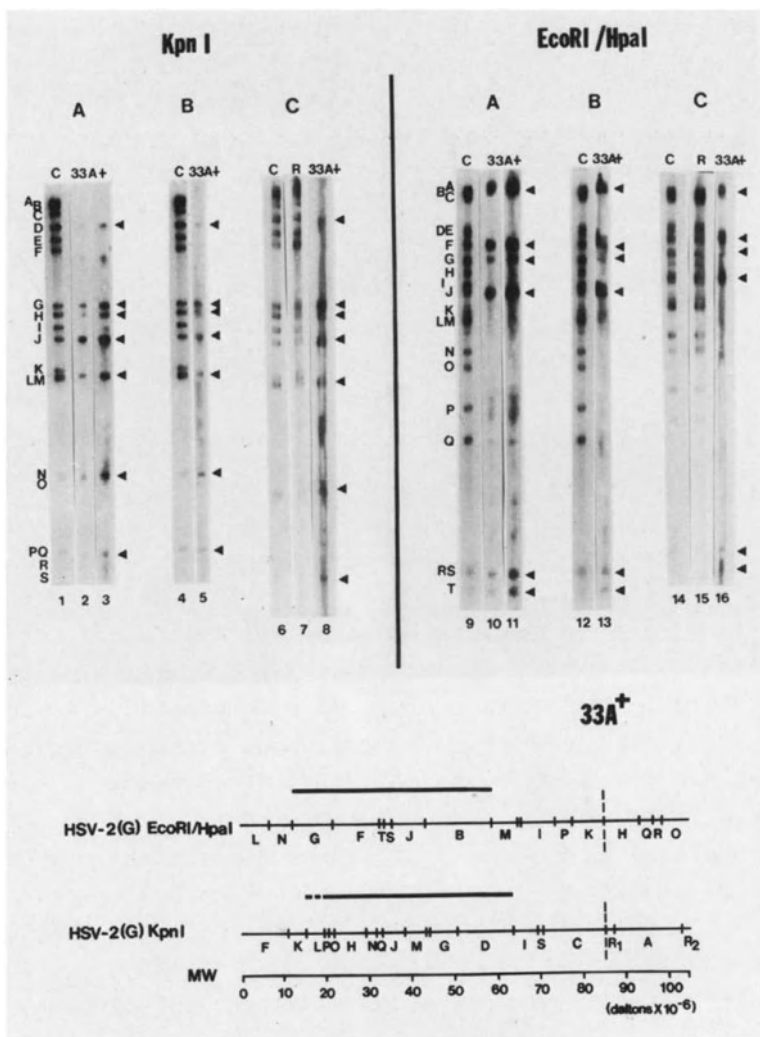 Kpn I
EcoRI/HpaI
A B C
A B C
C 33A+
C 33A+
C R 33A+
C 33A+
C 33A+
C R 33A+
A
B
C
D
E
F
G
H
I
J
K
LM
N
O
PQ
R
S
A
BC
DE
F
G
H
I
J
K
LM
N
O
P
Q
RS
T
1 2 3
4 5
6 7 8
9 10 11
12 13
14 15 16
33A+
HSV-2(G) EcoRI/HpaI
L N G F TS J B M I P K H Q R O
HSV-2(G) KpnI
F K LPO H NQ J M G D I S C R1 A R2
MW
0 10 20 30 40 50 60 70 80 90 100
(daltons X 10-6)